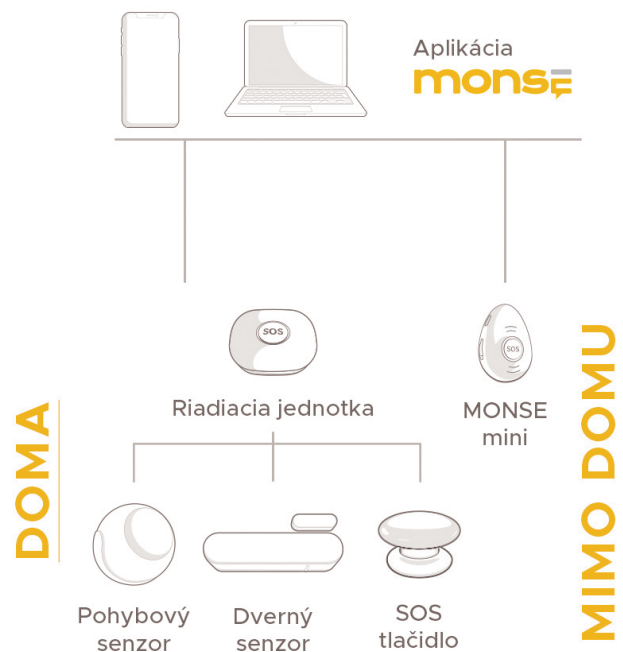 Aplikácia
monse
SOS
SOS
Riadiacia jednotka
MONSE
mini
DOMA
MIMO DOMU
Pohybový
senzor
Dverný
senzor
SOS
tlačidlo